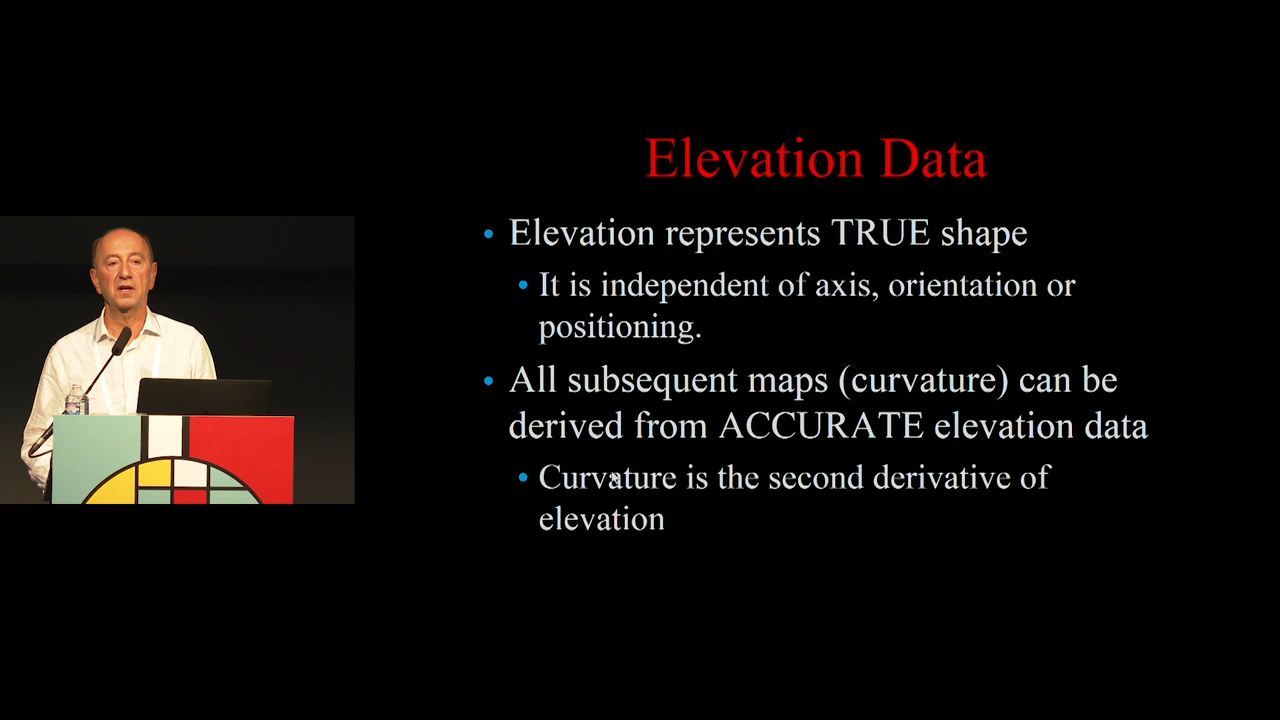 Elevation Data
• Elevation represents TRUE shape
• It is independent of axis, orientation or
positioning.
• All subsequent maps (curvature) can be
derived from ACCURATE elevation data
• Curvature is the second derivative of
elevation